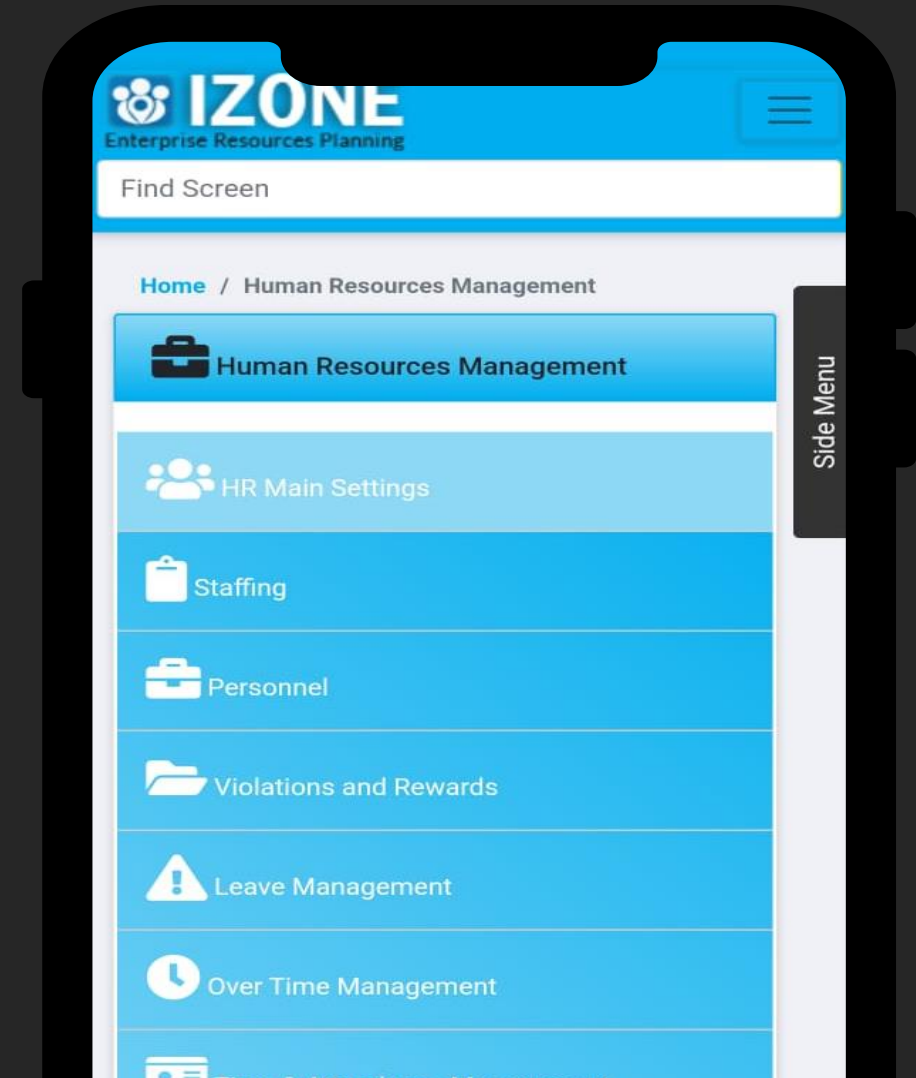 IZONE
Enterprise Resources Planning
Find Screen
Home / Human Resources Management
Human Resources Management
Side Menu
HR Main Settings
Staffing
Personnel
Violations and Rewards
Leave Management
Over Time Management